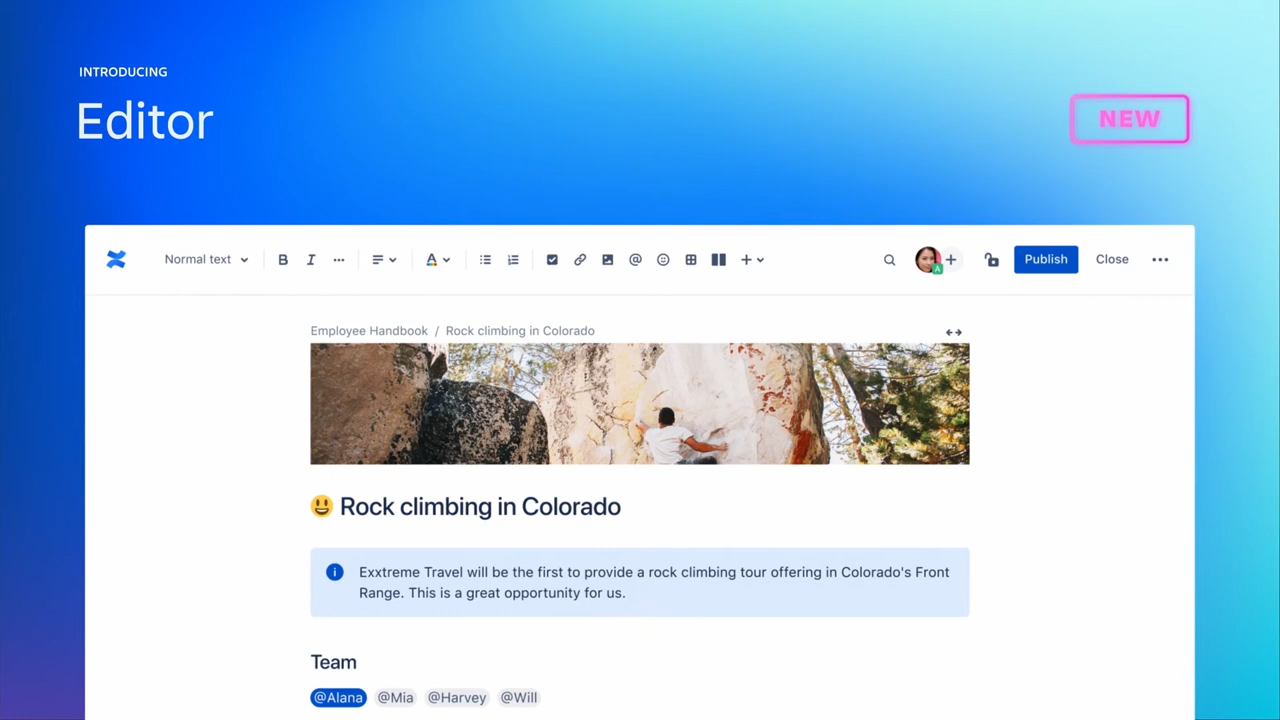 INTRODUCING
Editor
NEW
Normal text
B
I
A
@
A
Publish
Close
Employee Handbook / Rock climbing in Colorado
Rock climbing in Colorado
Exxtreme Travel will be the first to provide a rock climbing tour offering in Colorado's Front
Range. This is a great opportunity for us.
Team
@Alana @Mia @Harvey @Will